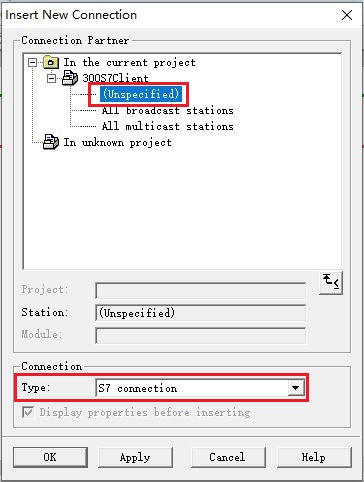 Insert New Connection
Connection Partner
In the current project
300S7Client
(Unspecified)
All broadcast stations
All multicast stations
In unknown project
Project:
Station: (Unspecified)
Module:
Connection
Type: S7 connection
Display properties before inserting
OK Apply Cancel Help